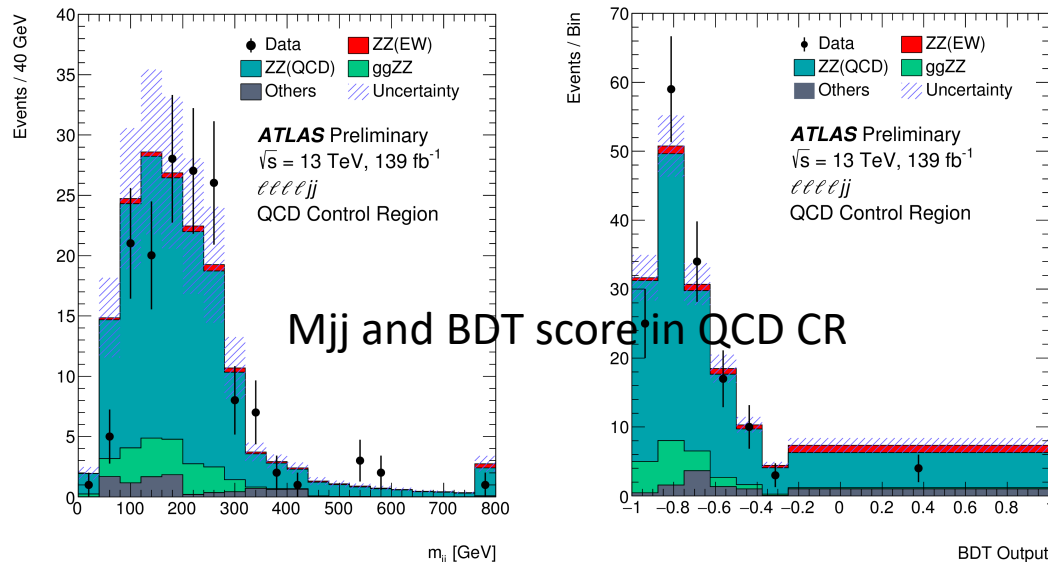 Events / 40 GeV
40
35
30
25
20
15
10
5
0
Data
ZZ(EW)
ZZ(QCD)
ggZZ
Others
Uncertainty
ATLAS Preliminary
√s = 13 TeV, 139 fb⁻¹
ℓℓℓℓjj
QCD Control Region
0 100 200 300 400 500 600 700 800
m_jj [GeV]
Mjj and BDT score in QCD CR
Events / Bin
70
60
50
40
30
20
10
0
Data
ZZ(EW)
ZZ(QCD)
ggZZ
Others
Uncertainty
ATLAS Preliminary
√s = 13 TeV, 139 fb⁻¹
ℓℓℓℓjj
QCD Control Region
−1 −0.8 −0.6 −0.4 −0.2 0 0.2 0.4 0.6 0.8 1
BDT Output